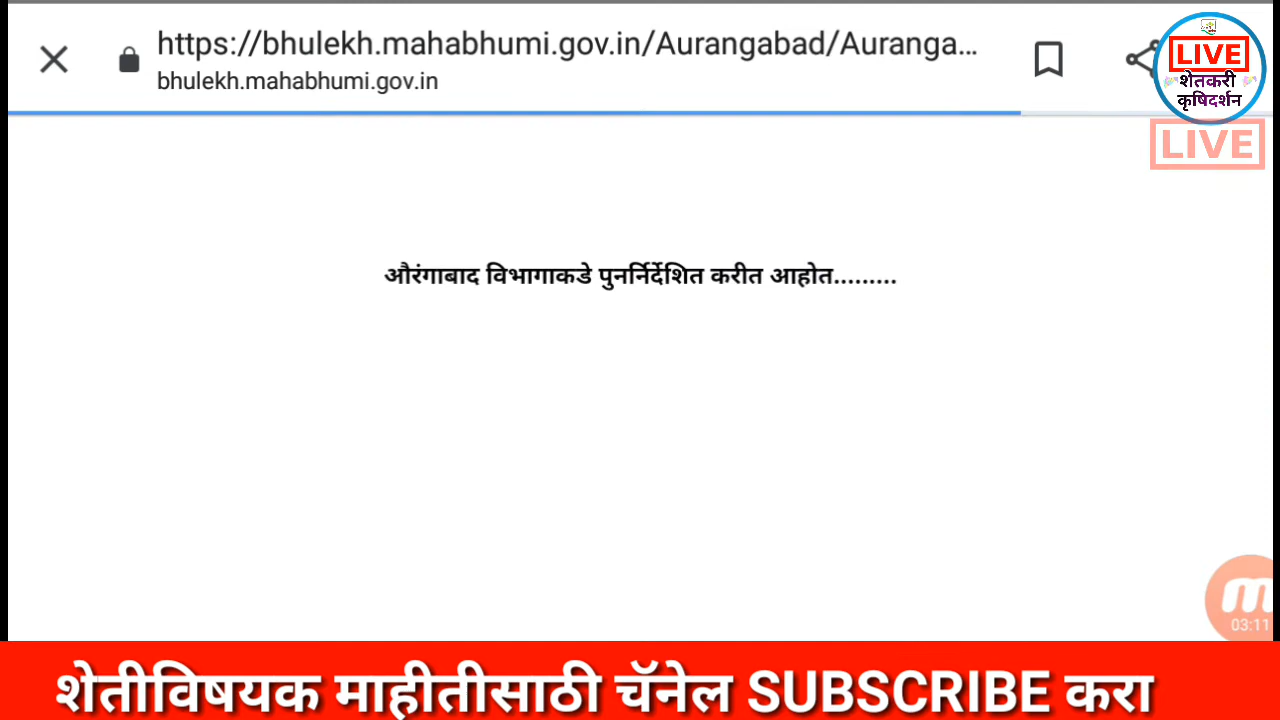 https://bhulekh.mahabhumi.gov.in/Aurangabad/Auranga...
bhulekh.mahabhumi.gov.in
LIVE
शेतकरी
कृषिदर्शन
LIVE
औरंगाबाद विभागाकडे पुनर्निर्देशित करीत आहोत.........
03:11
शेतीविषयक माहीतीसाठी चॅनेल SUBSCRIBE करा